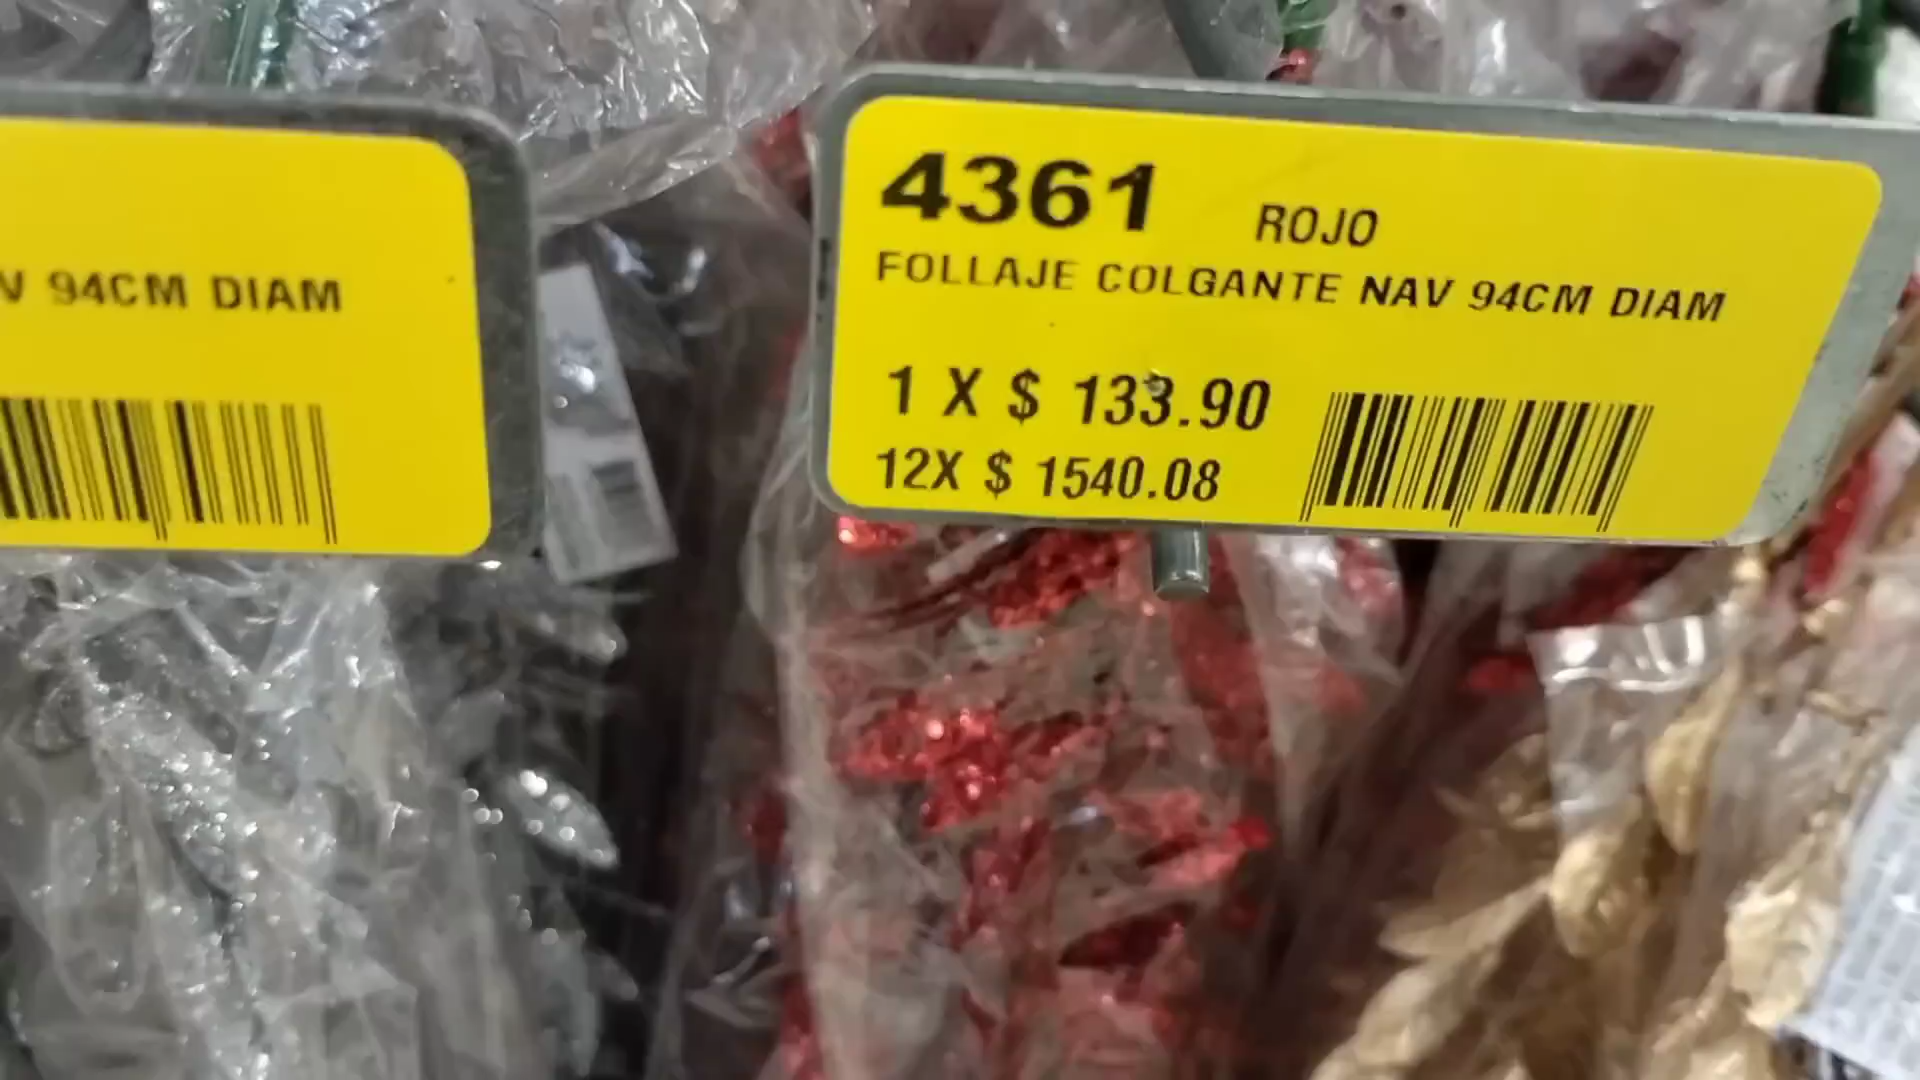 V 94CM DIAM
4361 ROJO
FOLLAJE COLGANTE NAV 94CM DIAM
1 X $ 133.90
12X $ 1540.08